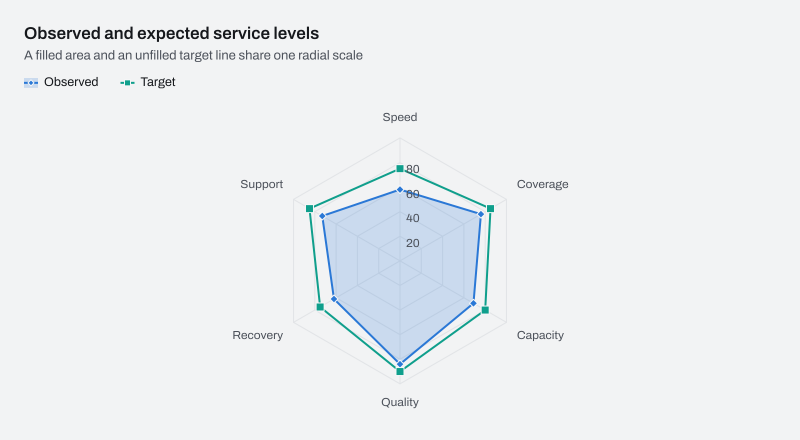 Observed and expected service levels
A filled area and an unfilled target line share one radial scale
Observed
Target
Speed
Support
Coverage
80
60
40
20
Recovery
Capacity
Quality